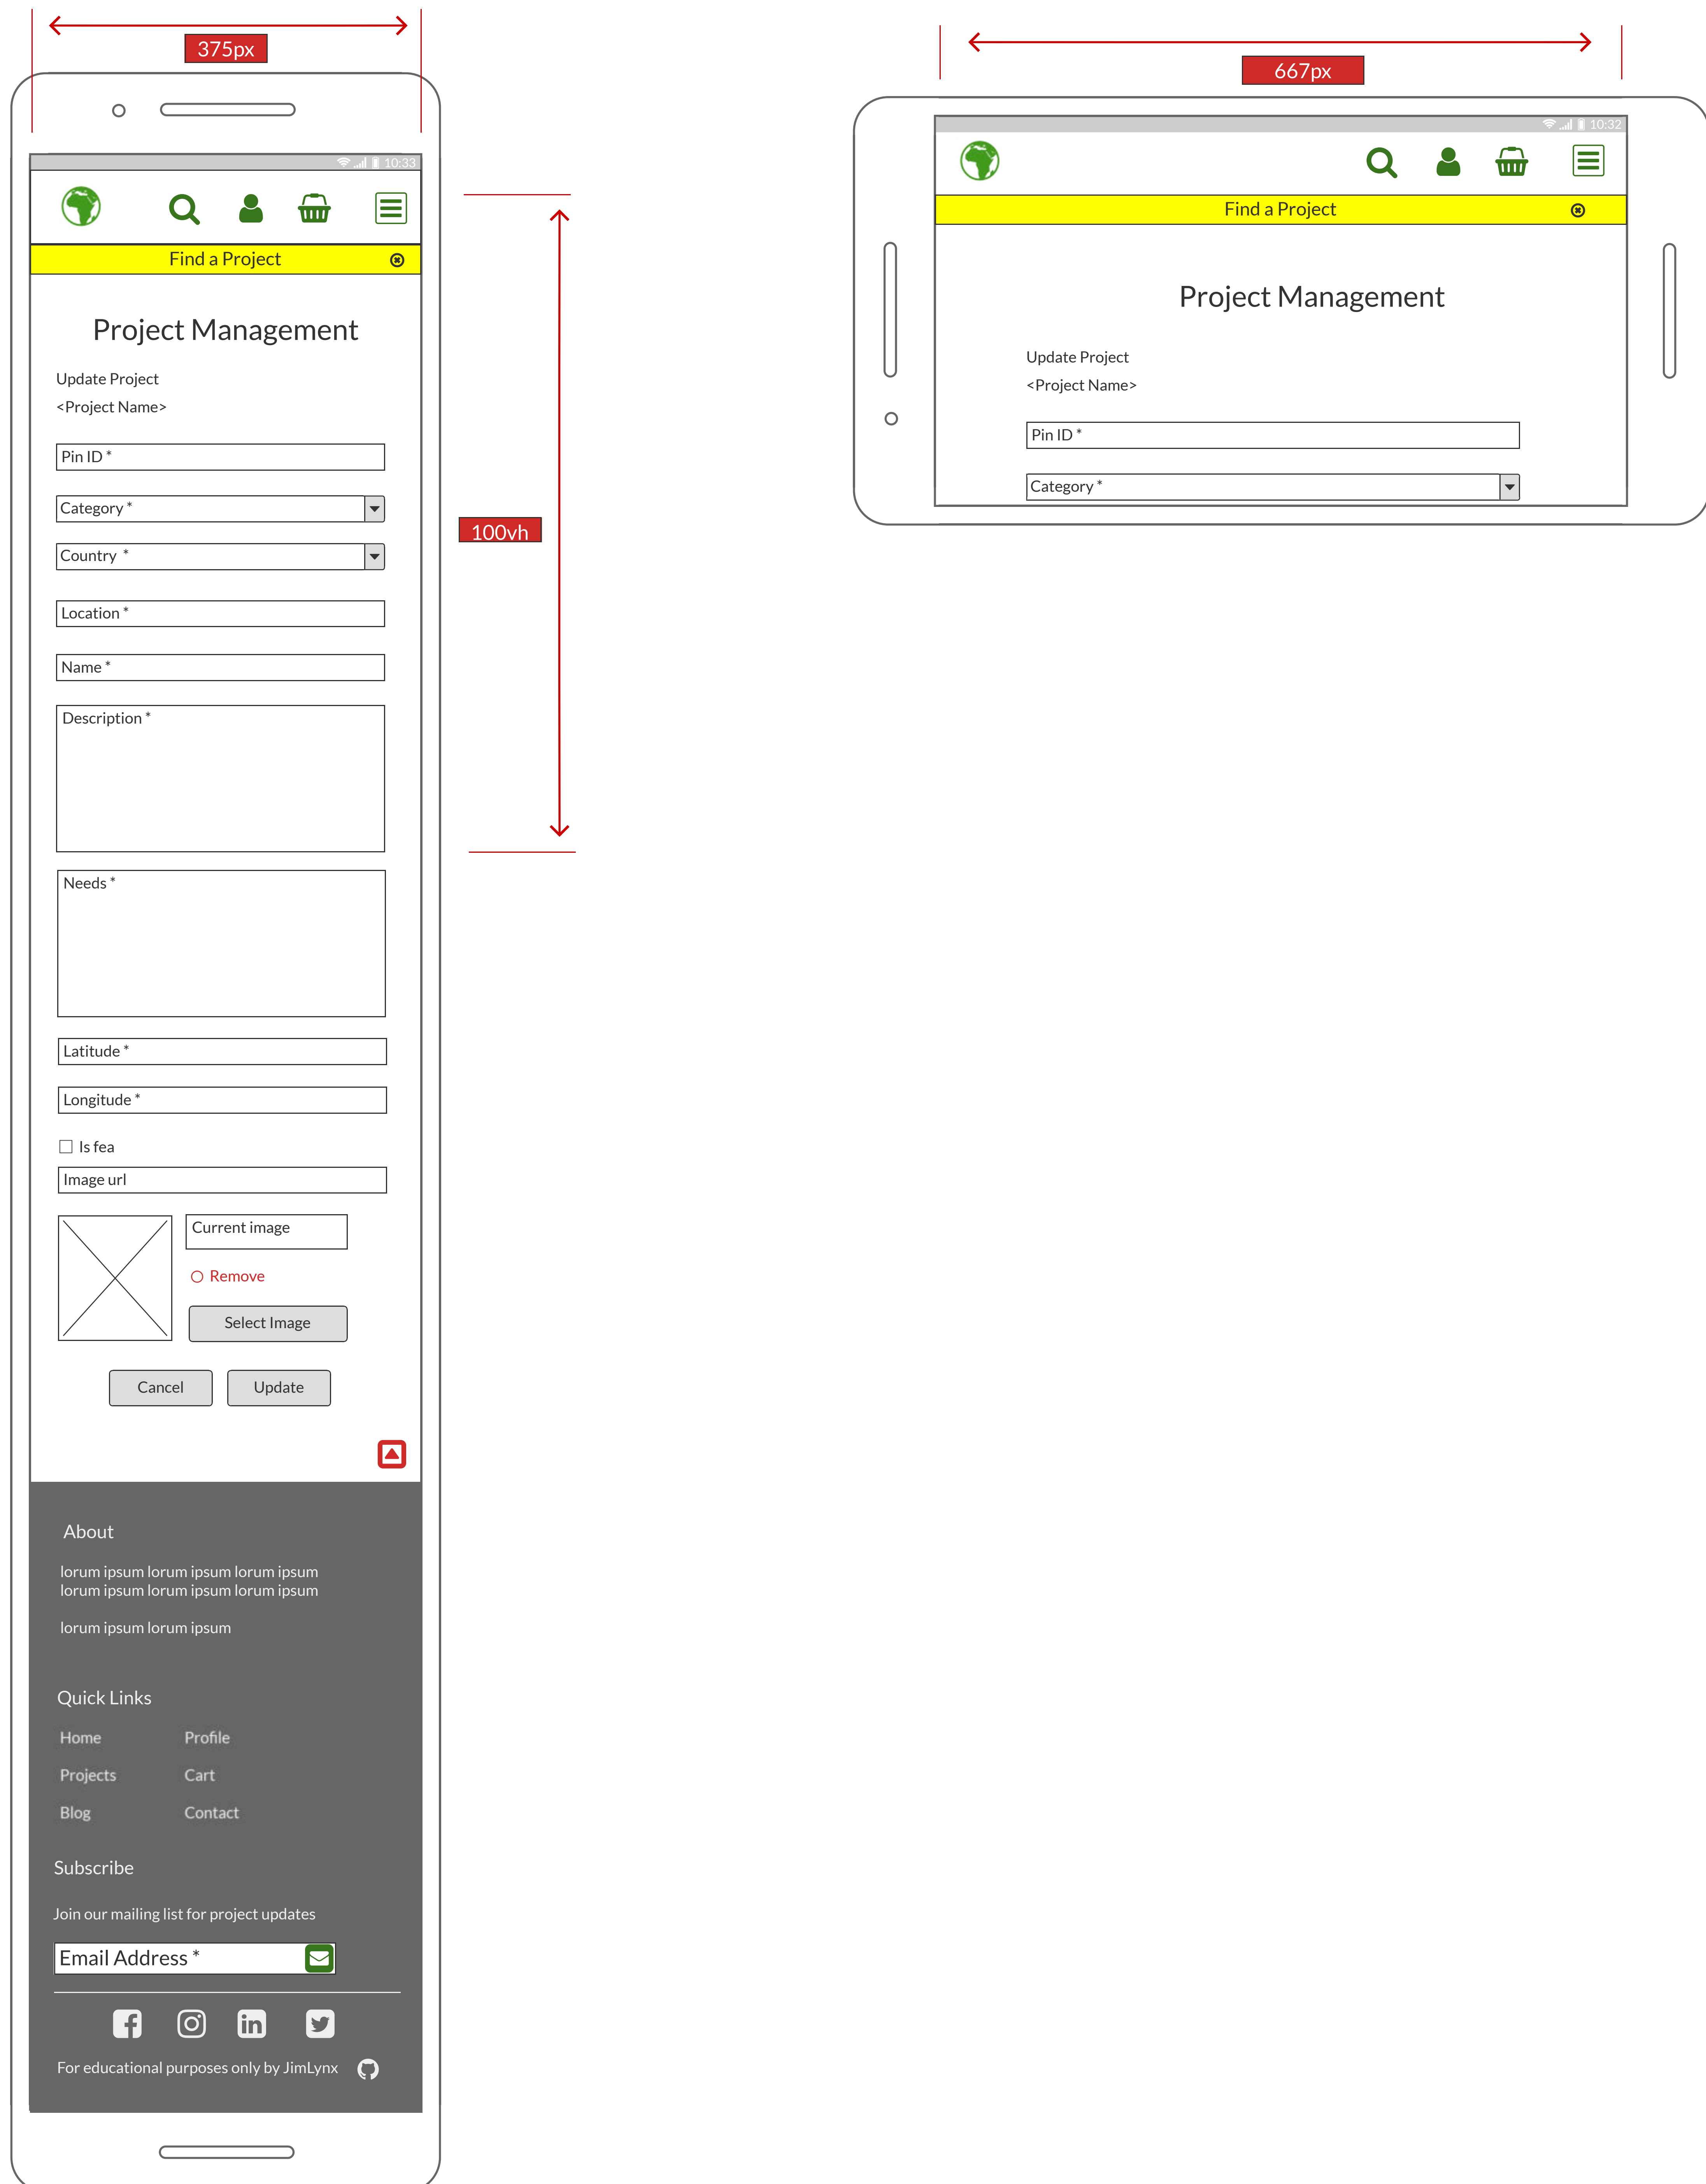 375px
10:33
Find a Project
Project Management
Update Project
<Project Name>
Pin ID *
Category *
Country *
Location *
Name *
Description *
Needs *
Latitude *
Longitude *
Is fea
Image url
Current image
Remove
Select Image
Cancel
Update
About
lorum ipsum lorum ipsum lorum ipsum
lorum ipsum lorum ipsum lorum ipsum
lorum ipsum lorum ipsum
Quick Links
Home
Profile
Projects
Cart
Blog
Contact
Subscribe
Join our mailing list for project updates
Email Address *
For educational purposes only by JimLynx
100vh
667px
10:32
Find a Project
Project Management
Update Project
<Project Name>
Pin ID *
Category *